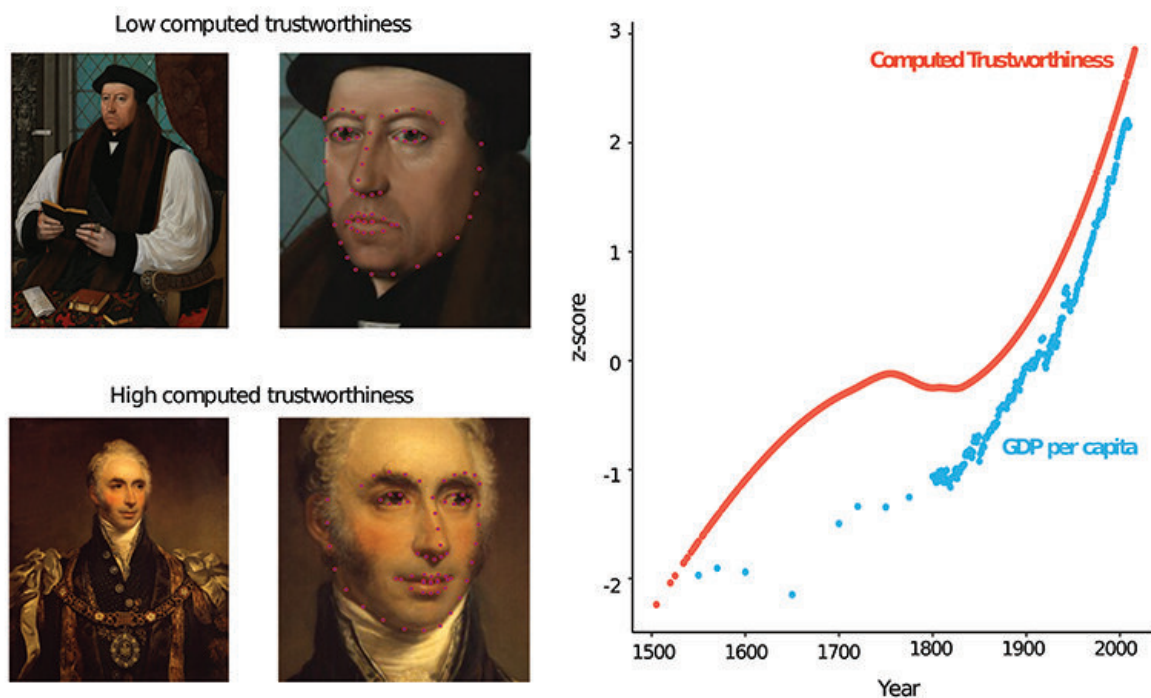 Low computed trustworthiness
High computed trustworthiness
3
2
1
0
-1
-2
z-score
Computed Trustworthiness
GDP per capita
1500 1600 1700 1800 1900 2000
Year